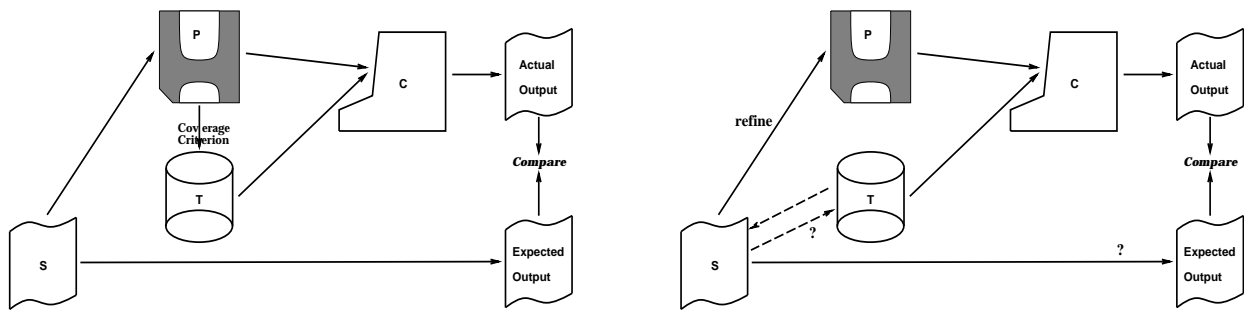 P
C
Actual
Output
Coverage
Criterion
T
Compare
S
Expected
Output
P
C
Actual
Output
refine
T
Compare
?
S
?
Expected
Output